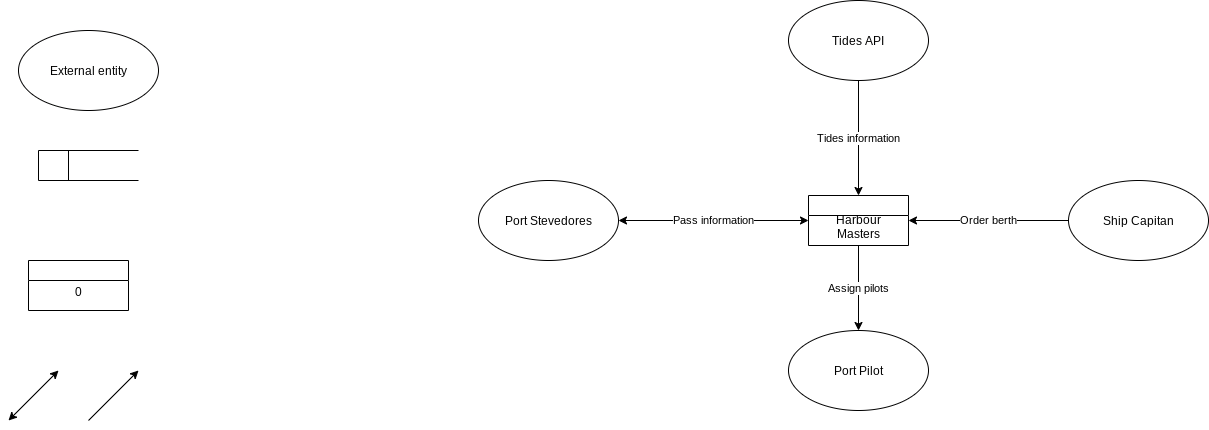 External entity
0
Tides API
Tides information
Port Stevedores
Pass information
Harbour
Masters
Order berth
Ship Capitan
Assign pilots
Port Pilot